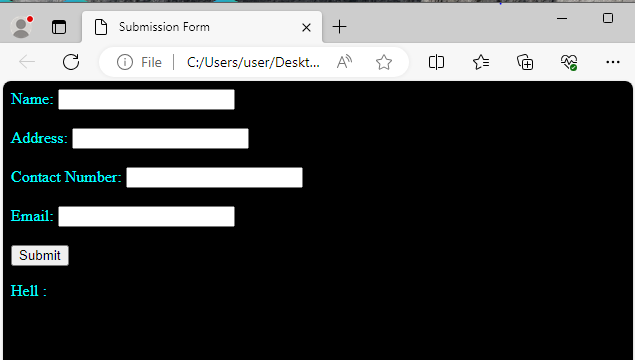 Submission Form
File | C:/Users/user/Deskt...
Name:
Address:
Contact Number:
Email:
Submit
Hell :